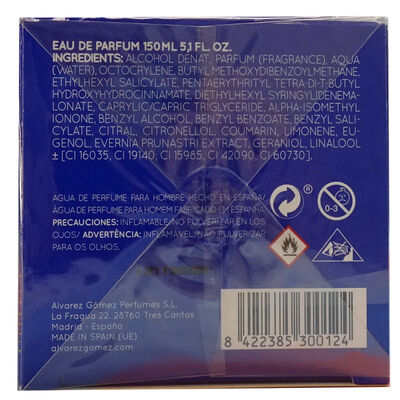 EAU DE PARFUM 150ML 5,1 FL. OZ.
INGREDIENTS: ALCOHOL DENAT., PARFUM (FRAGRANCE), AQUA
(WATER), OCTOCRYLENE, BUTYL METHOXYDIBENZOYLMETHANE,
ETHYLHEXYL SALICYLATE, PENTAERYTHRITYL TETRA-DI-T-BUTYL
HYDROXYHYDROCINNAMATE, DIETHYLHEXYL SYRINGYLIDENEMA-
LONATE, CAPRYLIC/CAPRIC TRIGLYCERIDE, ALPHA-ISOMETHYL
IONONE, BENZYL ALCOHOL, BENZYL BENZOATE, BENZYL SALI-
CYLATE, CITRAL, CITRONELLOL COUMARIN, LIMONENE, EU-
GENOL, EVERNIA PRUNASTRI EXTRACT, GERANIOL, LINALOOL
± [CI 16035, CI 19140, CI 15985, CI 42090, CI 60730].
AGUA DE PERFUME PARA HOMBRE HECHO EN ESPAÑA/
ÁGUA DE PERFUME PARA HOMEM FABRICADO EM ESPANHA.
PRECAUCIONES: INFLAMABLE NO PULVERIZAR EN LOS
OJOS/ ADVERTÊNCIA: INFLAMÁVEL, NÃO PULVERIZAR
PARA OS OLHOS.
®
0-3
Alvarez Gómez Perfumes S.L.
La Fragua 22. 28760 Tres Cantos
Madrid - España
MADE IN SPAIN (UE)
alvarezgomez.com
8 422385 300124